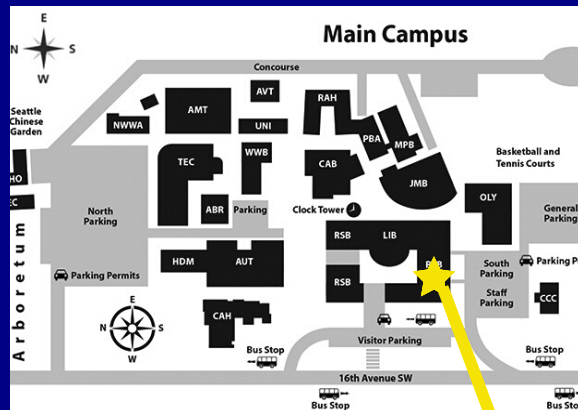 Main Campus
E
N
S
W
Concourse
AVT
RAH
AMT
Seattle
Chinese
Garden
NWWA
UNI
PBA
MPB
Basketball and
Tennis Courts
HO
TEC
WWB
CAB
JMB
EC
ABR
Parking
Clock Tower
OLY
General
Parking
North
Parking
RSB
LIB
HDM
AUT
South
Parking
Parking P
Parking Permits
RSB
Staff
Parking
CCC
Arboretum
E
N
S
W
CAH
Visitor Parking
Bus Stop
Bus Stop
16th Avenue SW
Bus Stop
Bus Stop